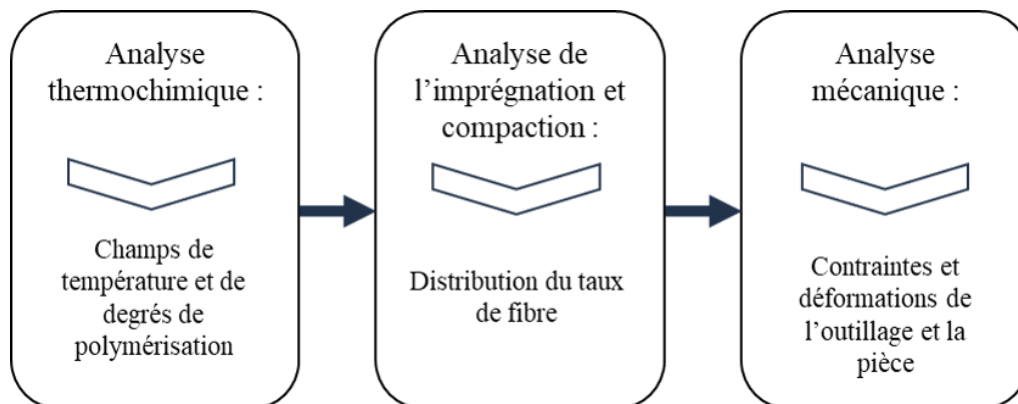 Analyse
thermochimique :
Champs de
température et de
degrés de
polymérisation
Analyse de
l'imprégnation et
compaction :
Distribution du taux
de fibre
Analyse
mécanique :
Contraintes et
déformations de
l'outillage et la
pièce